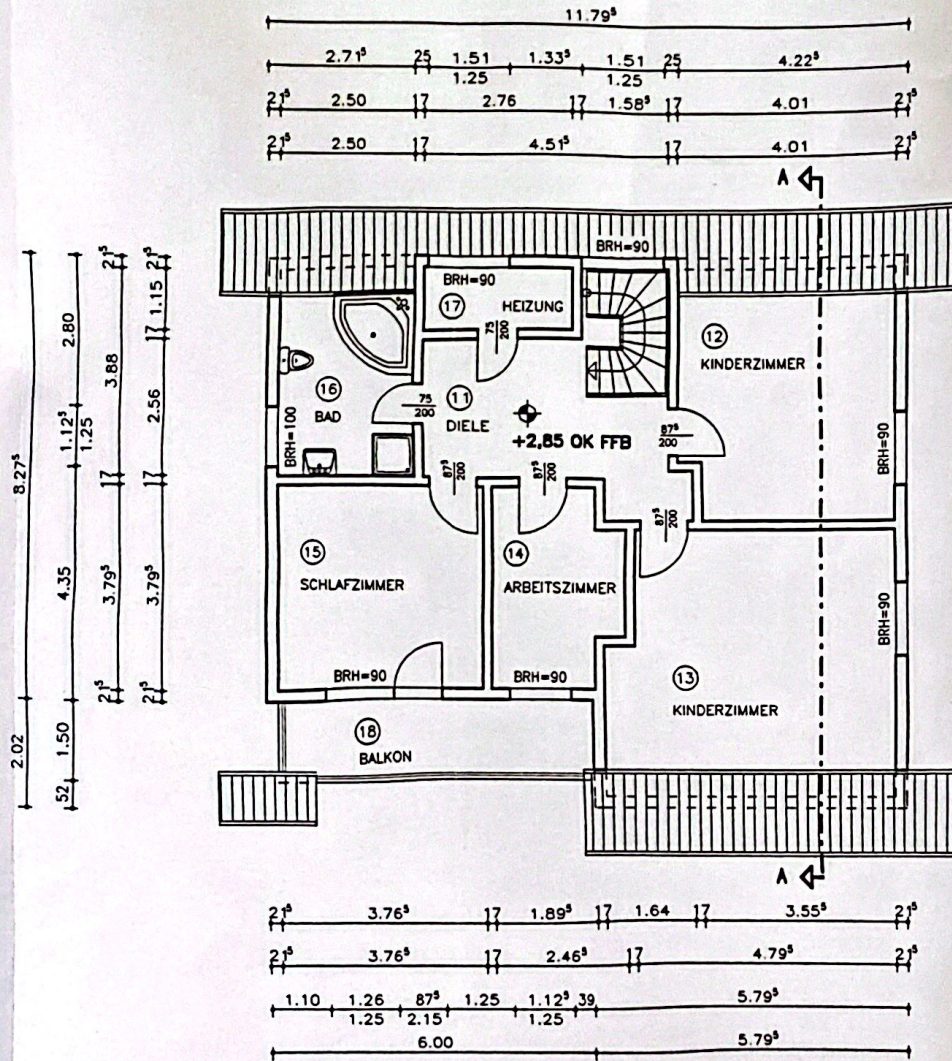 11.79⁵
2.71⁵ 25 1.51 1.33⁵ 1.51 25 4.22⁵
1.25 1.25
21⁵ 2.50 17 2.76 17 1.58⁵ 17 4.01 21⁵
21⁵ 2.50 17 4.51⁵ 17 4.01 21⁵
A
BRH=90
BRH=90
17 HEIZUNG
75
200
12
KINDERZIMMER
16
BAD
75
200
11
DIELE
+2,85 OK FFB
87⁵
200
BRH=100
BRH=90
87⁵
200
87⁵
200
87⁵
200
15
SCHLAFZIMMER
14
ARBEITSZIMMER
BRH=90
BRH=90
BRH=90
13
KINDERZIMMER
18
BALKON
A
8.27⁵
2.02
2.80
1.12⁵
1.25
4.35
1.50
52
21⁵
3.88
17
3.79⁵
21⁵
21⁵
1.15
17
2.56
17
3.79⁵
21⁵
21⁵ 3.76⁵ 17 1.89⁵ 17 1.64 17 3.55⁵ 21⁵
21⁵ 3.76⁵ 17 2.46⁵ 17 4.79⁵ 21⁵
1.10 1.26 87⁵ 1.25 1.12⁵ 39 5.79⁵
1.25 2.15 1.25
6.00 5.79⁵